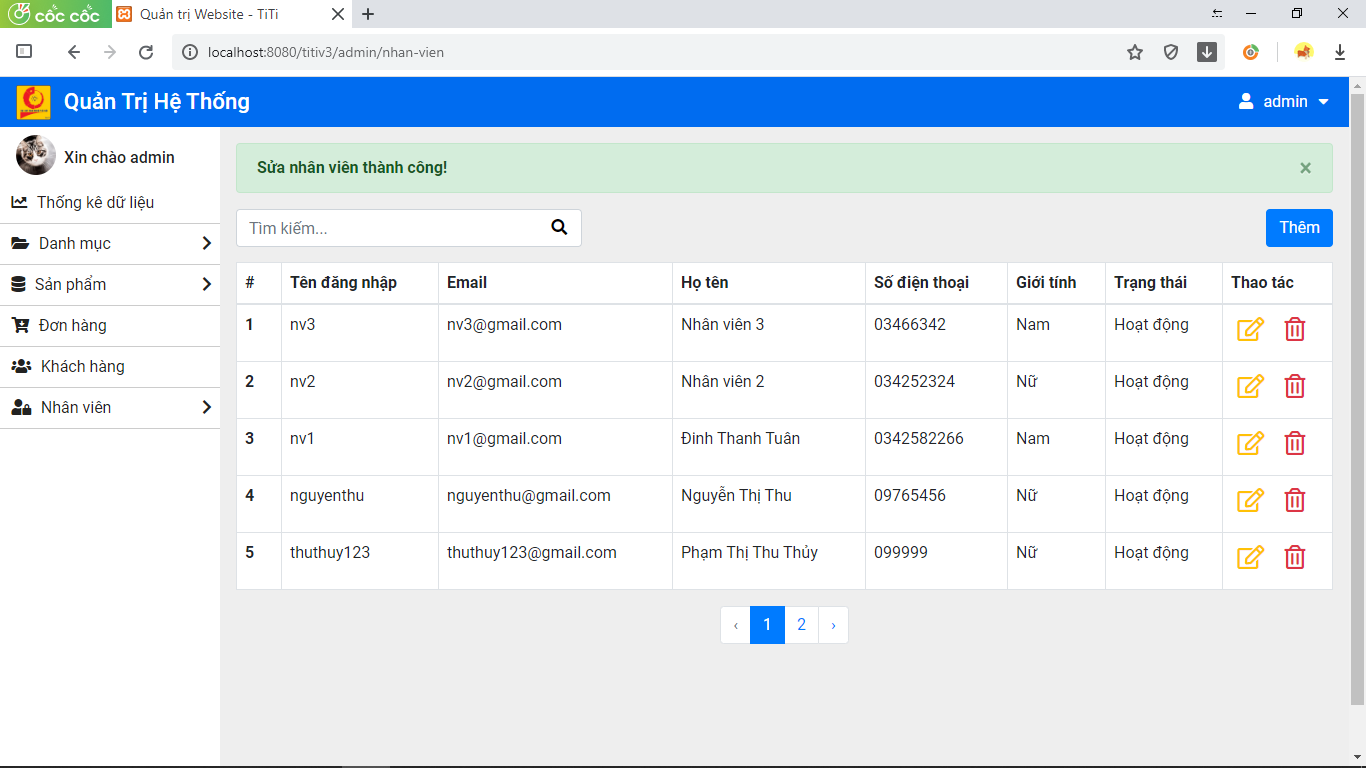 cốc cốc
Quản trị Website - TiTi
localhost:8080/titiv3/admin/nhan-vien
Quản Trị Hệ Thống
admin
Xin chào admin
Thống kê dữ liệu
Danh mục
Sản phẩm
Đơn hàng
Khách hàng
Nhân viên
Sửa nhân viên thành công!
×
Tìm kiếm...
Thêm
# Tên đăng nhập Email Họ tên Số điện thoại Giới tính Trạng thái Thao tác
1 nv3 nv3@gmail.com Nhân viên 3 03466342 Nam Hoạt động
2 nv2 nv2@gmail.com Nhân viên 2 034252324 Nữ Hoạt động
3 nv1 nv1@gmail.com Đinh Thanh Tuân 0342582266 Nam Hoạt động
4 nguyenthu nguyenthu@gmail.com Nguyễn Thị Thu 09765456 Nữ Hoạt động
5 thuthuy123 thuthuy123@gmail.com Phạm Thị Thu Thủy 099999 Nữ Hoạt động
‹ 1 2 ›